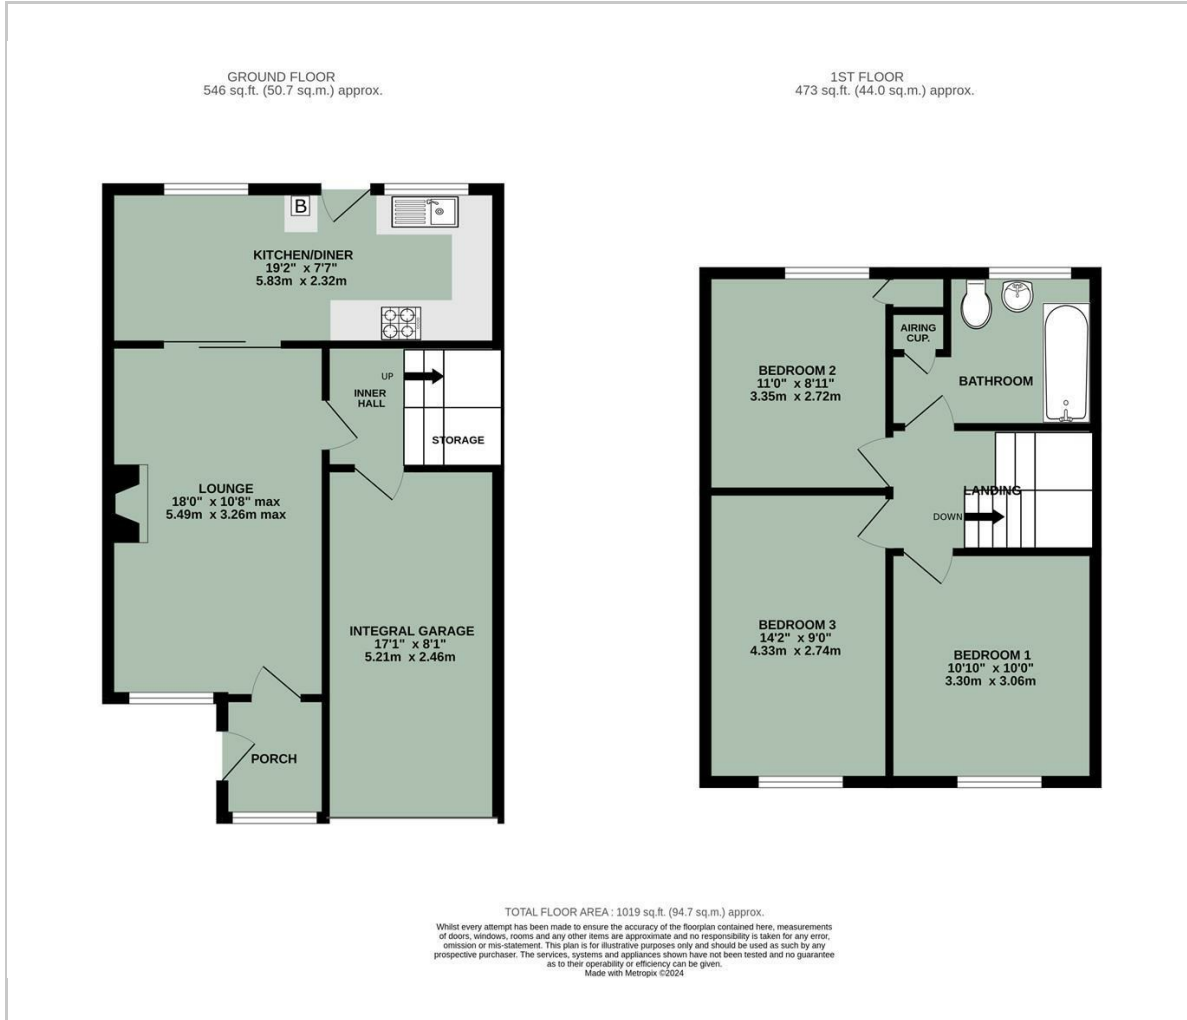 GROUND FLOOR
546 sq.ft. (50.7 sq.m.) approx.
1ST FLOOR
473 sq.ft. (44.0 sq.m.) approx.
B
KITCHEN/DINER
19'2" x 7'7"
5.83m x 2.32m
UP
INNER
HALL
STORAGE
LOUNGE
18'0" x 10'8" max
5.49m x 3.26m max
INTEGRAL GARAGE
17'1" x 8'1"
5.21m x 2.46m
PORCH
AIRING
CUP.
BEDROOM 2
11'0" x 8'11"
3.35m x 2.72m
BATHROOM
LANDING
DOWN
BEDROOM 3
14'2" x 9'0"
4.33m x 2.74m
BEDROOM 1
10'10" x 10'0"
3.30m x 3.06m
TOTAL FLOOR AREA : 1019 sq.ft. (94.7 sq.m.) approx.
Whilst every attempt has been made to ensure the accuracy of the floorplan contained here, measurements
of doors, windows, rooms and any other items are approximate and no responsibility is taken for any error,
omission or mis-statement. This plan is for illustrative purposes only and should be used as such by any
prospective purchaser. The services, systems and appliances shown have not been tested and no guarantee
as to their operability or efficiency can be given.
Made with Metropix ©2024